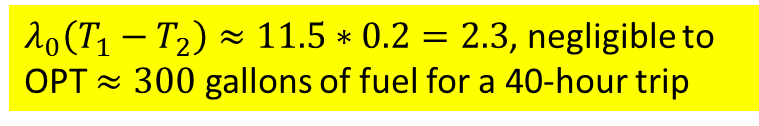 λ₀(T₁ − T₂) ≈ 11.5 * 0.2 = 2.3, negligible to
OPT ≈ 300 gallons of fuel for a 40-hour trip